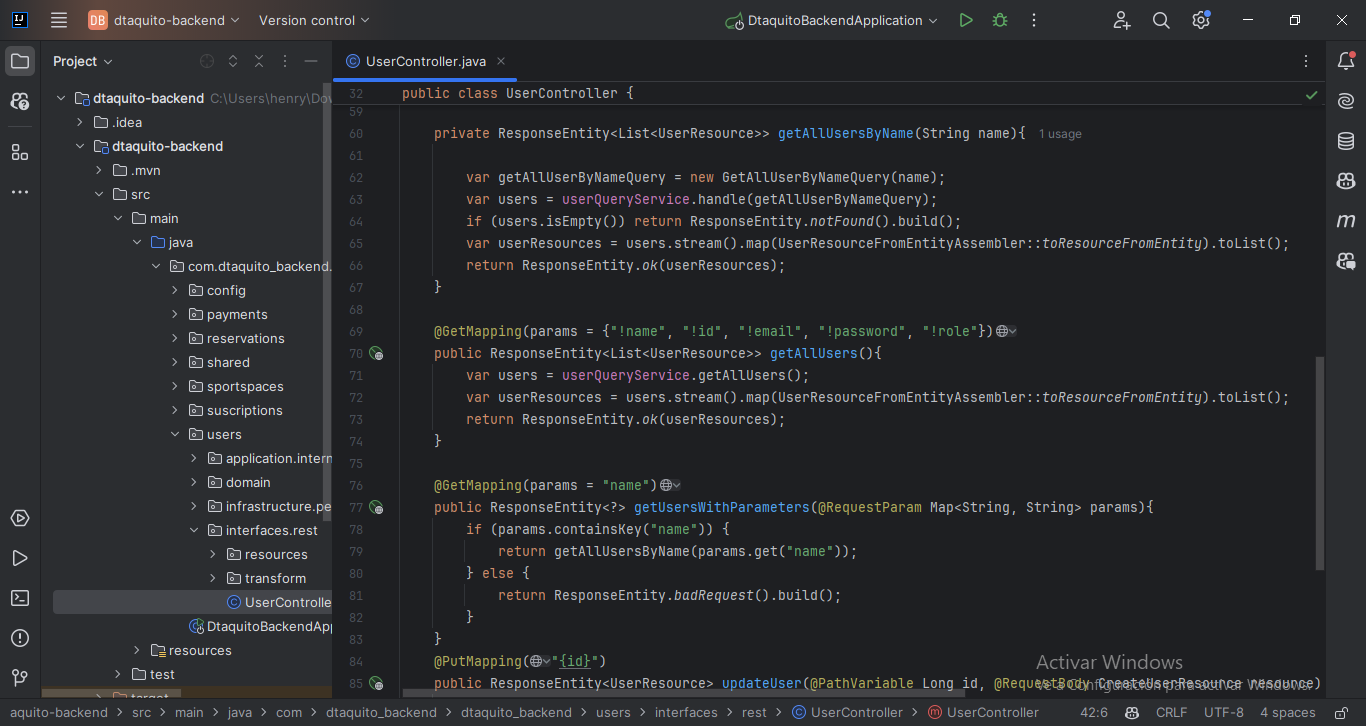 DB dtaquito-backend Version control DtaquitoBackendApplication
Project
UserController.java
dtaquito-backend C:\Users\henry\Dov
.idea
dtaquito-backend
.mvn
src
main
java
com.dtaquito_backend.
config
payments
reservations
shared
sportspaces
suscriptions
users
application.intern
domain
infrastructure.pe
interfaces.rest
resources
transform
UserControlle
DtaquitoBackendApp
resources
test
target
32 public class UserController {
59
60 private ResponseEntity<List<UserResource>> getAllUsersByName(String name){ 1 usage
61
62 var getAllUserByNameQuery = new GetAllUserByNameQuery(name);
63 var users = userQueryService.handle(getAllUserByNameQuery);
64 if (users.isEmpty()) return ResponseEntity.notFound().build();
65 var userResources = users.stream().map(UserResourceFromEntityAssembler::toResourceFromEntity).toList();
66 return ResponseEntity.ok(userResources);
67 }
68
69 @GetMapping(params = {"!name", "!id", "!email", "!password", "!role"})
70 public ResponseEntity<List<UserResource>> getAllUsers(){
71 var users = userQueryService.getAllUsers();
72 var userResources = users.stream().map(UserResourceFromEntityAssembler::toResourceFromEntity).toList();
73 return ResponseEntity.ok(userResources);
74 }
75
76 @GetMapping(params = "name")
77 public ResponseEntity<?> getUsersWithParameters(@RequestParam Map<String, String> params){
78 if (params.containsKey("name")) {
79 return getAllUsersByName(params.get("name"));
80 } else {
81 return ResponseEntity.badRequest().build();
82 }
83 }
84 @PutMapping("{id}")
85 public ResponseEntity<UserResource> updateUser(@PathVariable Long id, @RequestBody CreateUserResource resource)
Activar Windows
Ve a Configuración para activar Windows.
aquito-backend > src > main > java > com > dtaquito_backend > dtaquito_backend > users > interfaces > rest > UserController > UserController 42:6 CRLF UTF-8 4 spaces